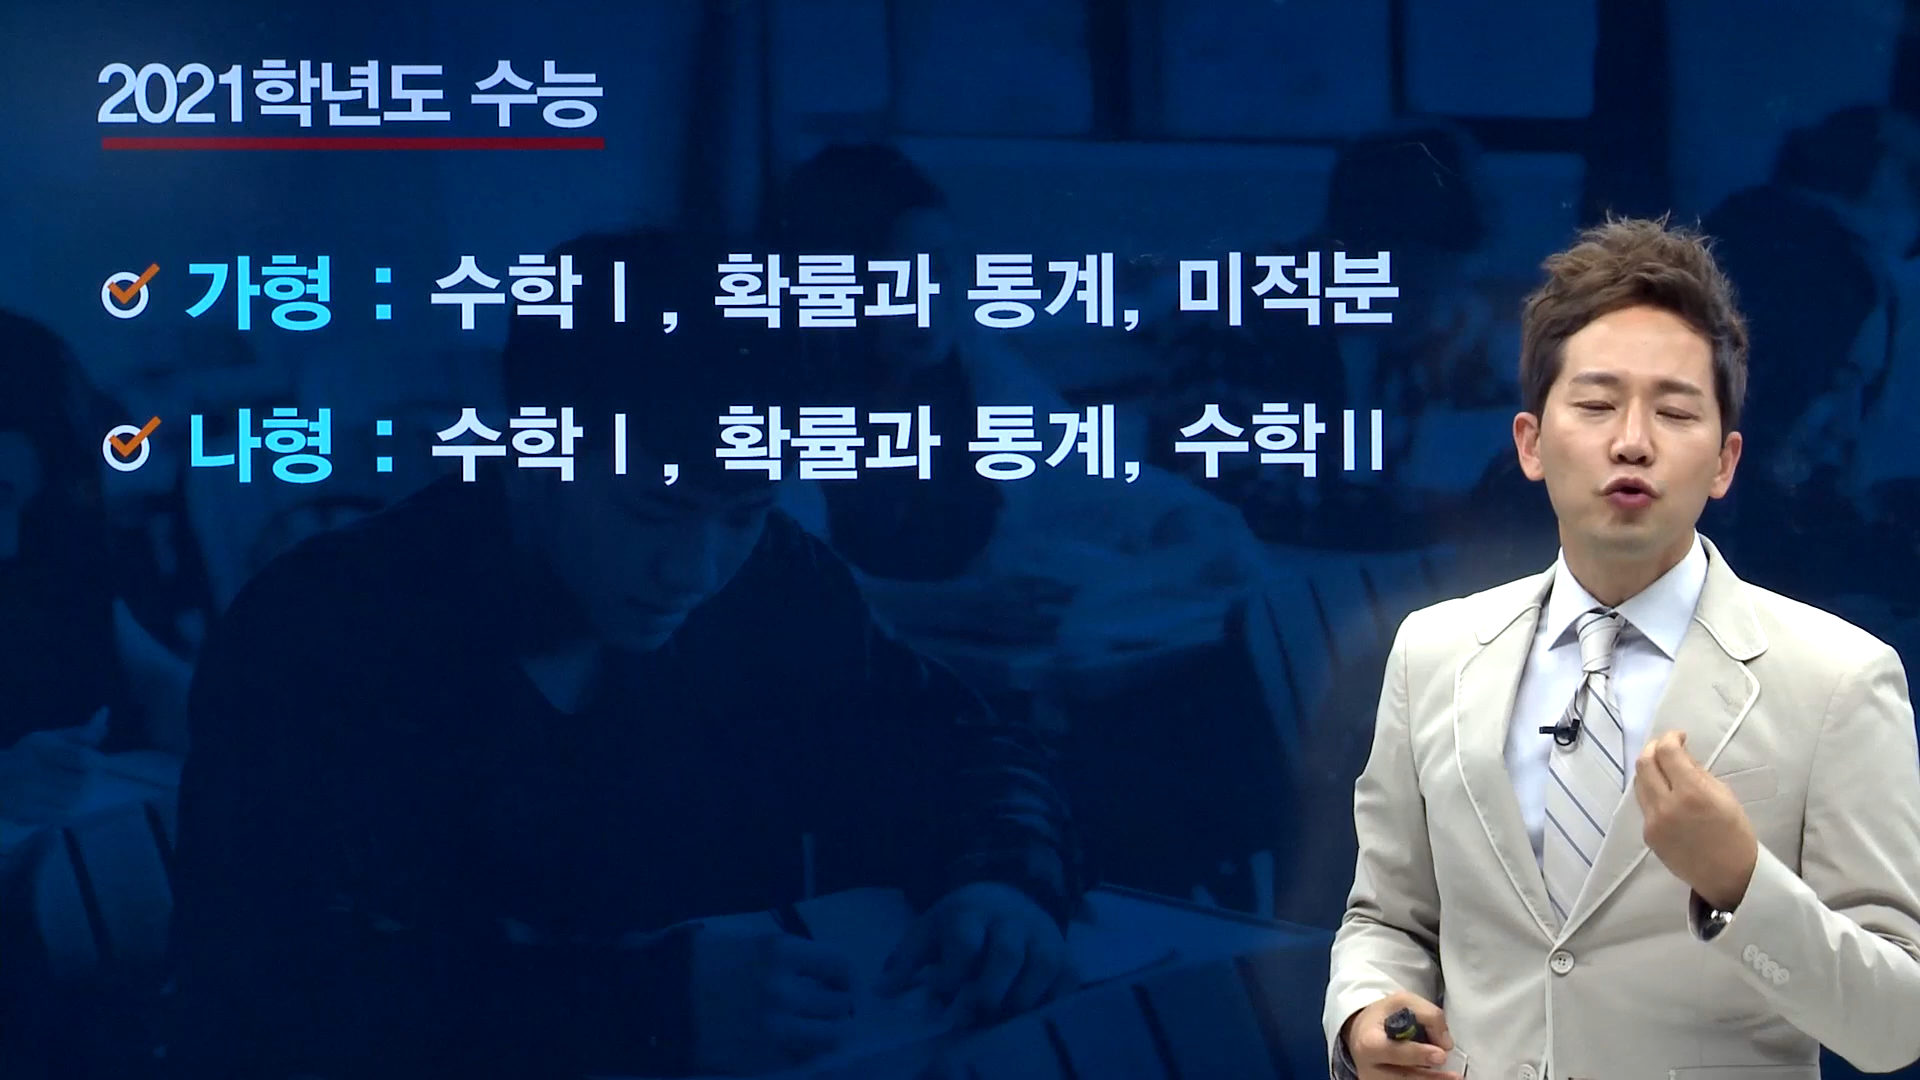 2021학년도 수능
가형 : 수학Ⅰ, 확률과 통계, 미적분
나형 : 수학Ⅰ, 확률과 통계, 수학Ⅱ